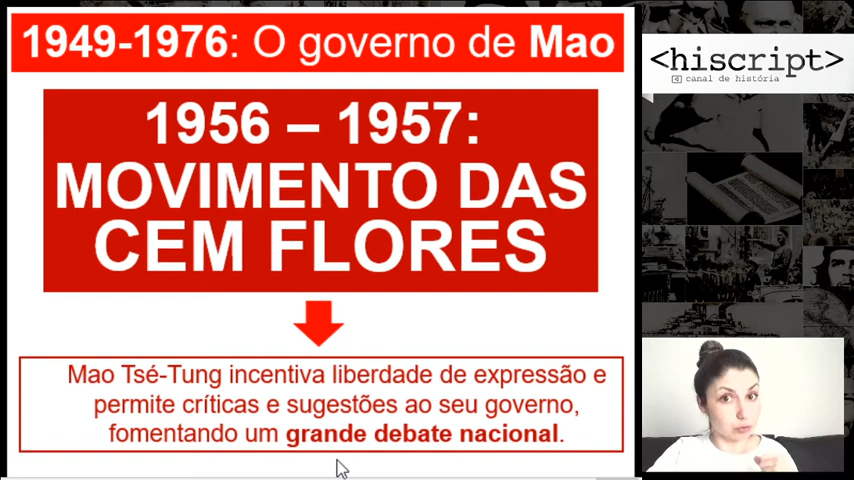 1949-1976: O governo de Mao
<hiscript>
canal de história
1956 – 1957:
MOVIMENTO DAS
CEM FLORES
Mao Tsé-Tung incentiva liberdade de expressão e
permite críticas e sugestões ao seu governo,
fomentando um grande debate nacional.